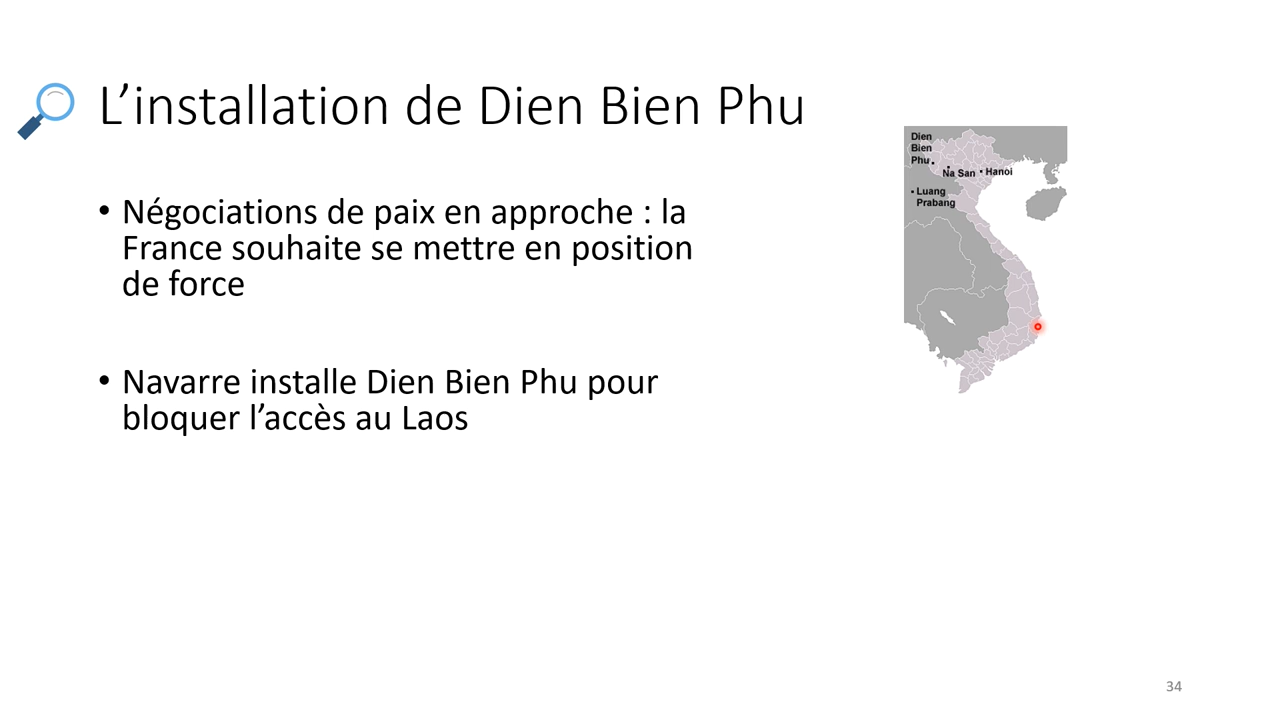 L’installation de Dien Bien Phu
• Négociations de paix en approche : la
France souhaite se mettre en position
de force
• Navarre installe Dien Bien Phu pour
bloquer l’accès au Laos
Dien
Bien
Phu
Na San
Hanoi
Luang
Prabang
34